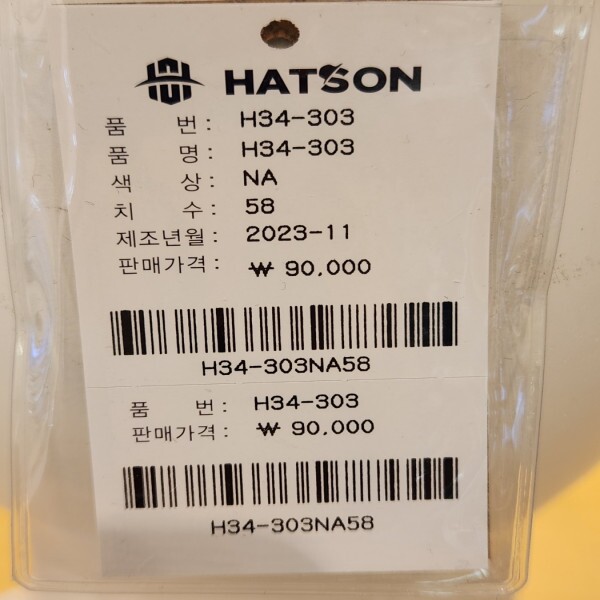 HATSON
품 번 : H34-303
품 명 : H34-303
색 상 : NA
치 수 : 58
제조년월 : 2023-11
판매가격 : ₩ 90,000
H34-303NA58
품 번 : H34-303
판매가격 : ₩ 90,000
H34-303NA58